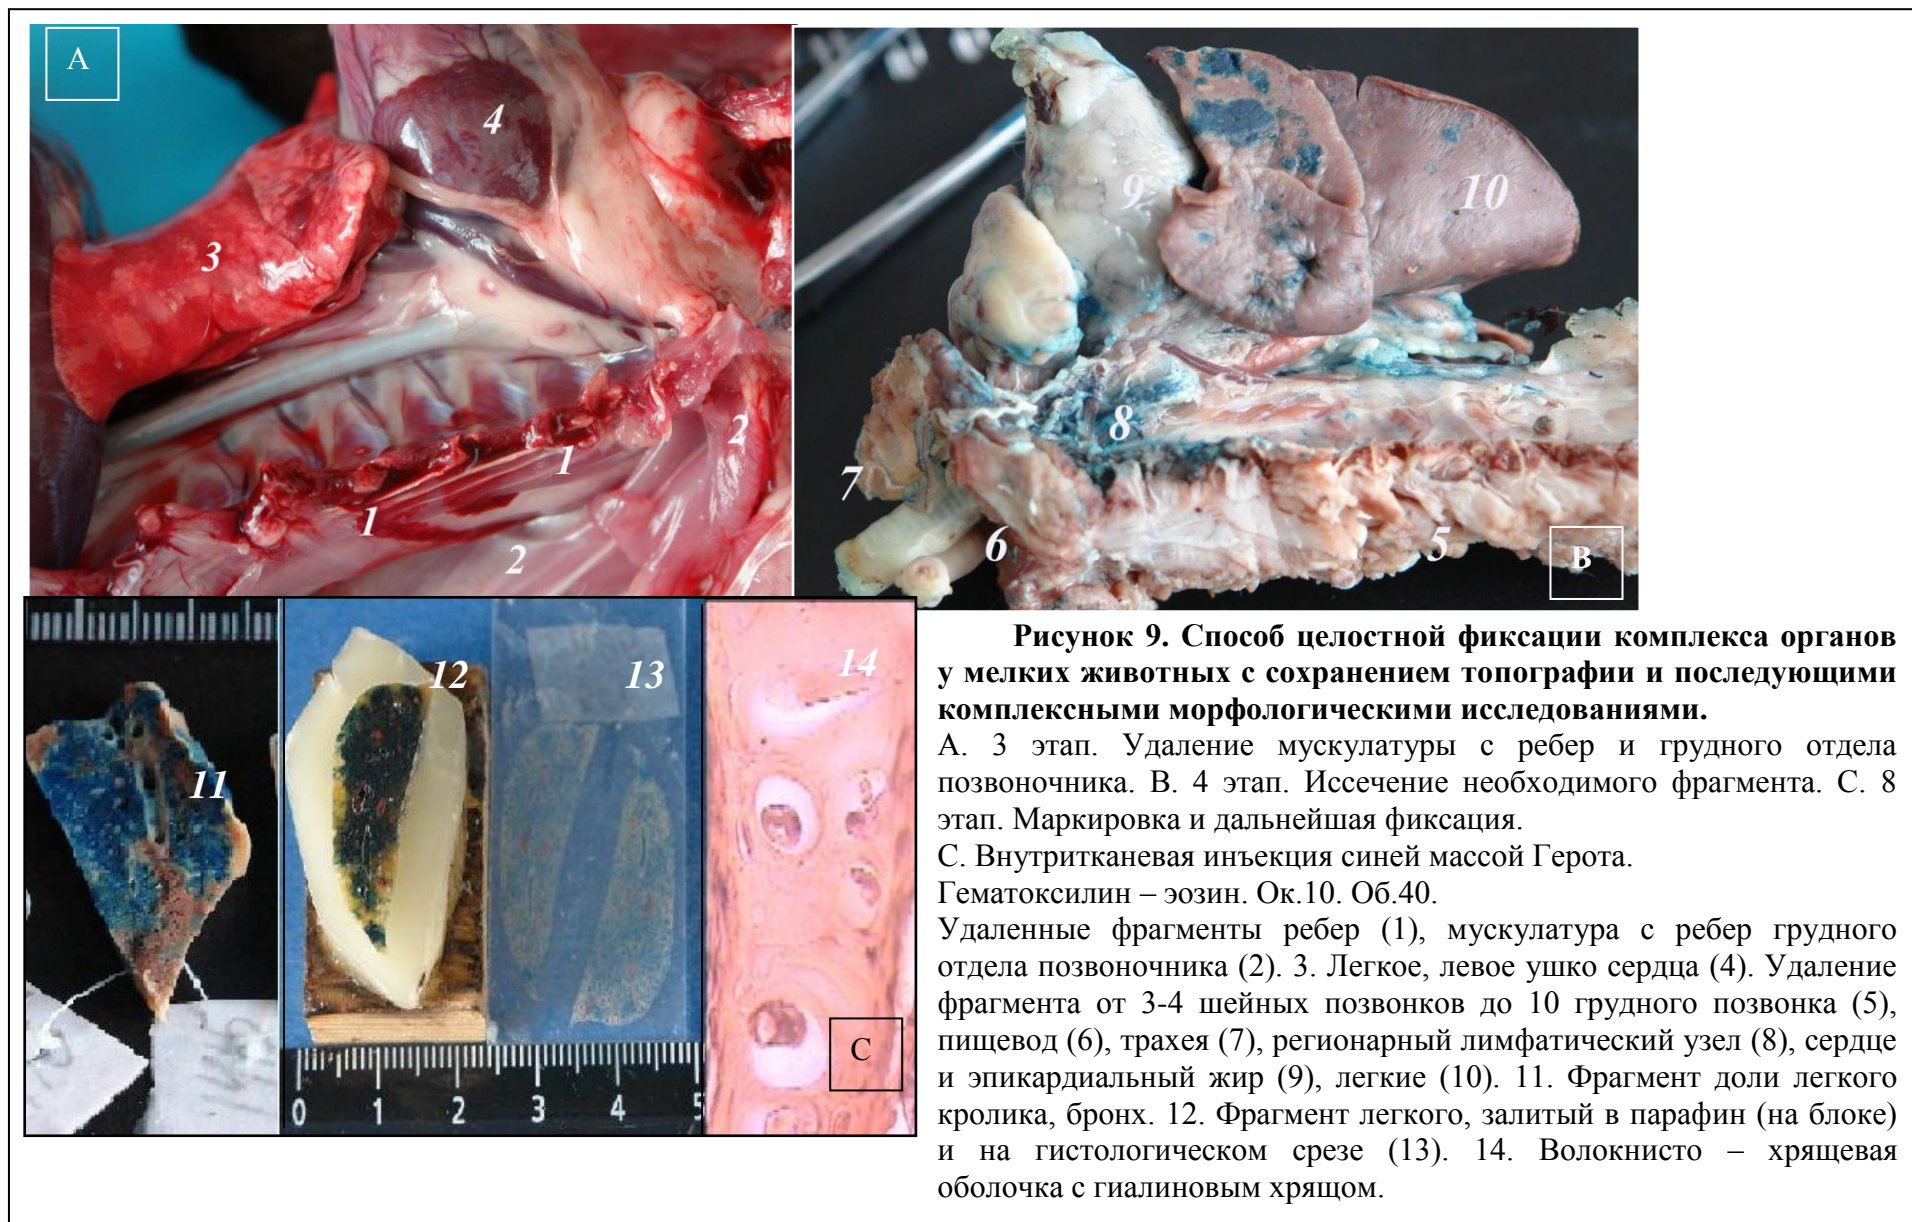 A
4
3
2
1
1
2
9
10
8
7
6
5
B
11
12
13
14
C
0 1 2 3 4 5
Рисунок 9. Способ целостной фиксации комплекса органов
у мелких животных с сохранением топографии и последующими
комплексными морфологическими исследованиями.
А. 3 этап. Удаление мускулатуры с ребер и грудного отдела
позвоночника. В. 4 этап. Иссечение необходимого фрагмента. С. 8
этап. Маркировка и дальнейшая фиксация.
С. Внутритканевая инъекция синей массой Герота.
Гематоксилин – эозин. Ок.10. Об.40.
Удаленные фрагменты ребер (1), мускулатура с ребер грудного
отдела позвоночника (2). 3. Легкое, левое ушко сердца (4). Удаление
фрагмента от 3-4 шейных позвонков до 10 грудного позвонка (5),
пищевод (6), трахея (7), регионарный лимфатический узел (8), сердце
и эпикардиальный жир (9), легкие (10). 11. Фрагмент доли легкого
кролика, бронх. 12. Фрагмент легкого, залитый в парафин (на блоке)
и на гистологическом срезе (13). 14. Волокнисто – хрящевая
оболочка с гиалиновым хрящом.